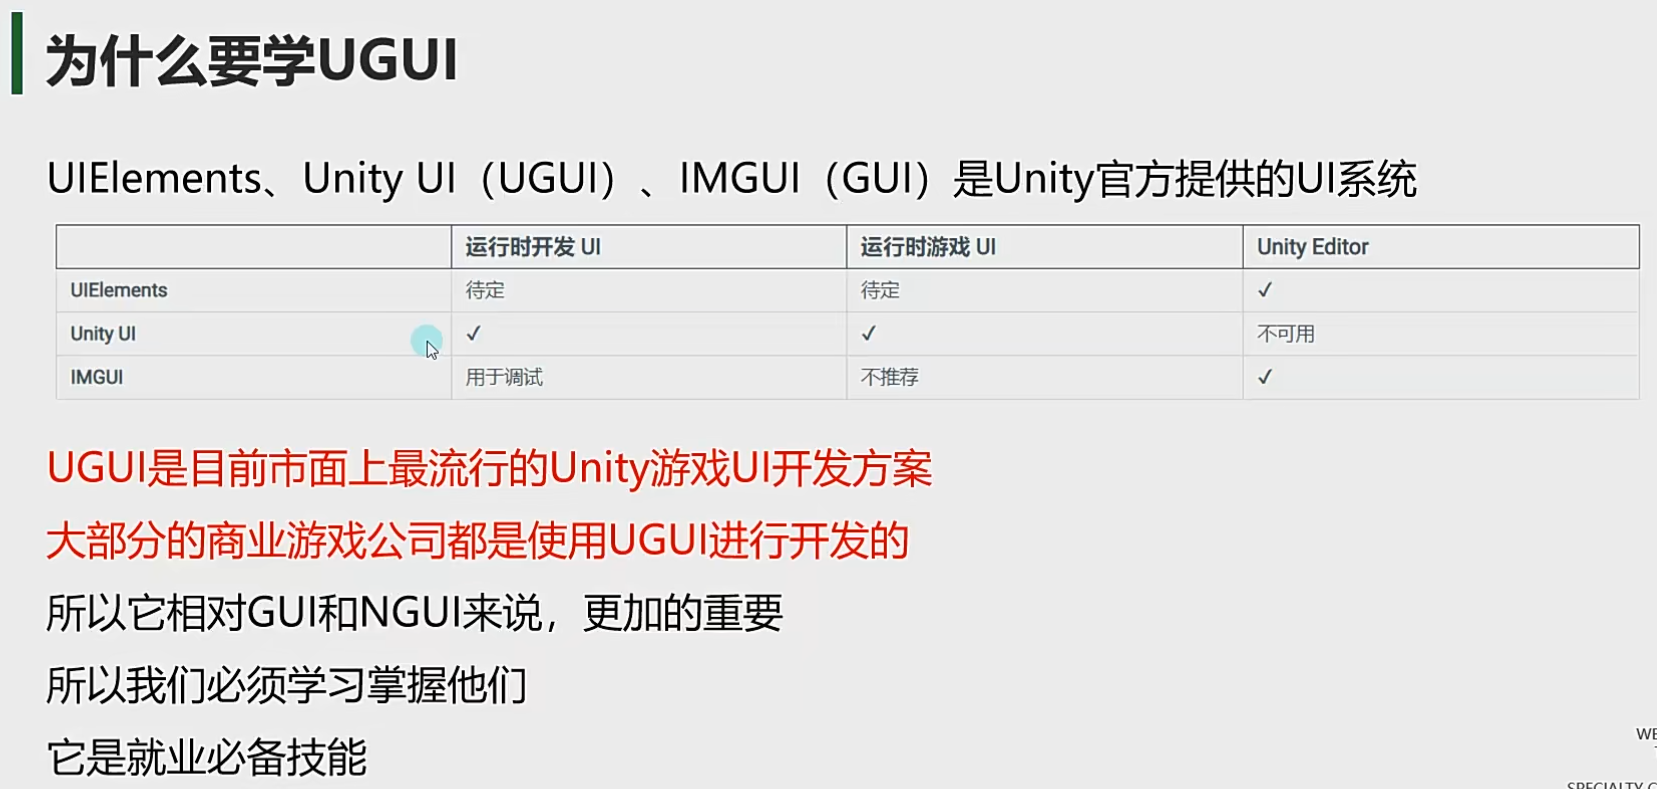 为什么要学UGUI
UIElements、Unity UI（UGUI）、IMGUI（GUI）是Unity官方提供的UI系统
运行时开发 UI 运行时游戏 UI Unity Editor
UIElements 待定 待定 ✓
Unity UI ✓ ✓ 不可用
IMGUI 用于调试 不推荐 ✓
UGUI是目前市面上最流行的Unity游戏UI开发方案
大部分的商业游戏公司都是使用UGUI进行开发的
所以它相对GUI和NGUI来说，更加的重要
所以我们必须学习掌握他们
它是就业必备技能
WE
SPECIALTY C